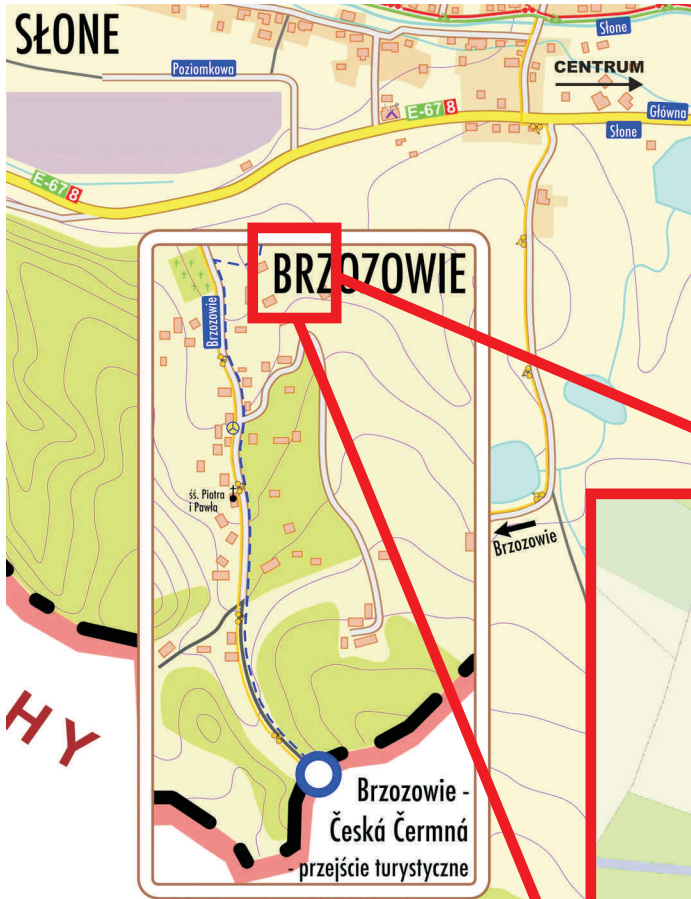 SŁONE
Słone
Poziomkowa
CENTRUM
E-67 8
Główna
Słone
E-67 8
BRZOZOWIE
Brzozowie
śś. Piotra
i Pawła
Brzozowie
HY
Brzozowie -
Česká Čermná
- przejście turystyczne